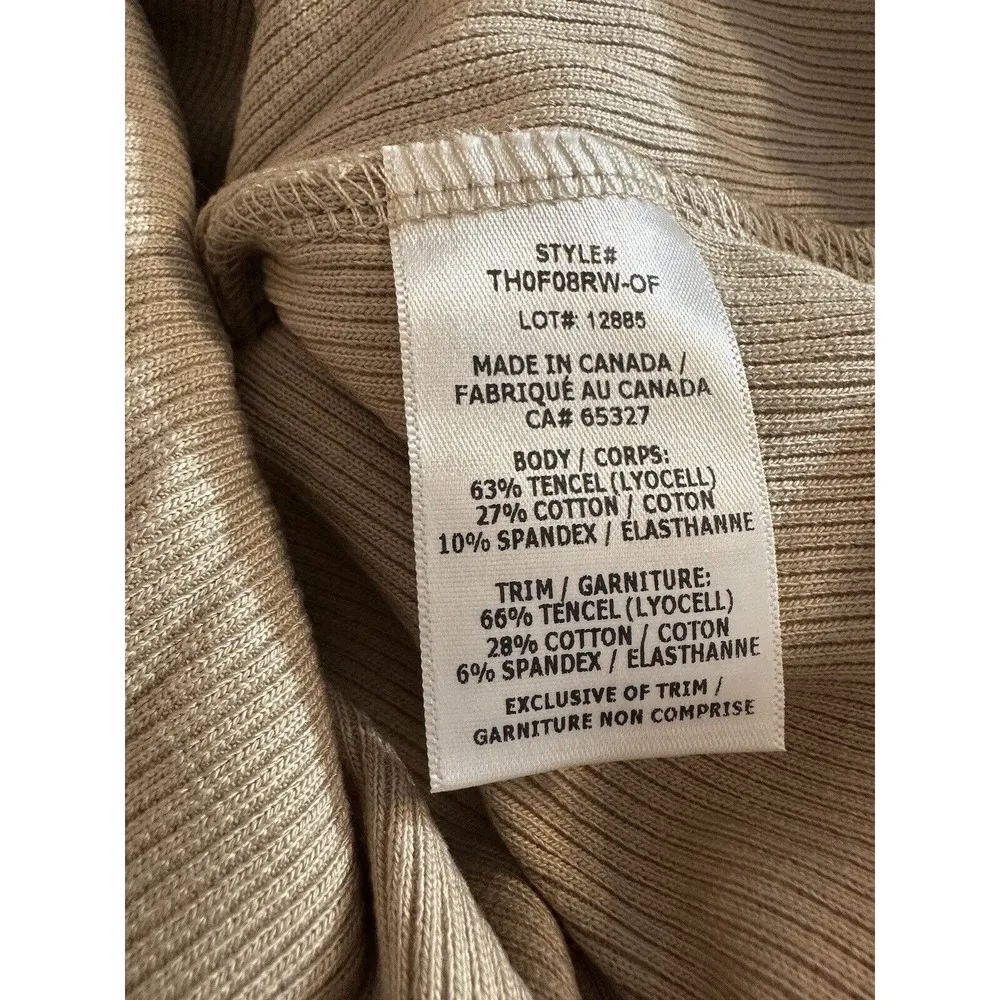 STYLE#
TH0F08RW-OF
LOT#: 12885
MADE IN CANADA /
FABRIQUÉ AU CANADA
CA# 65327
BODY / CORPS:
63% TENCEL (LYOCELL)
27% COTTON / COTON
10% SPANDEX / ÉLASTHANNE
TRIM / GARNITURE:
66% TENCEL (LYOCELL)
28% COTTON / COTON
6% SPANDEX / ÉLASTHANNE
EXCLUSIVE OF TRIM /
GARNITURE NON COMPRISE